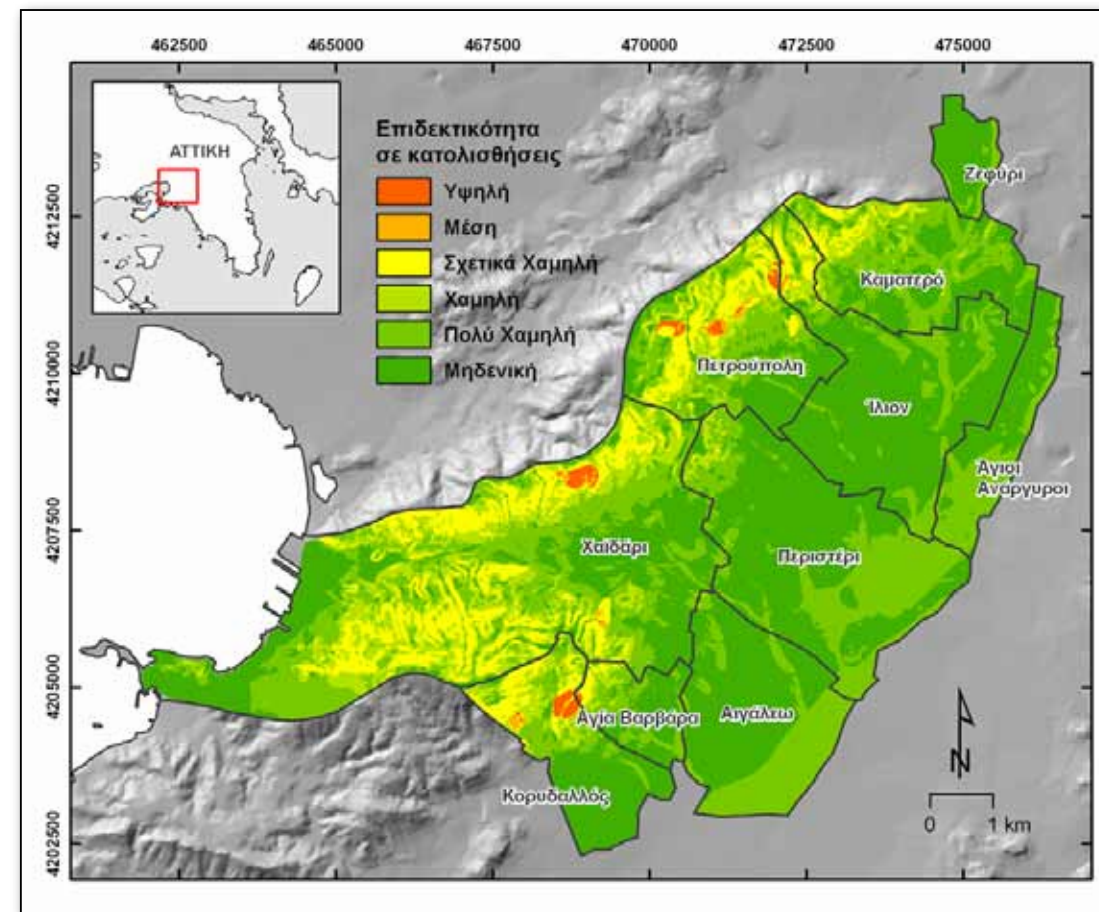 462500 465000 467500 470000 472500 475000
ΑΤΤΙΚΗ
Επιδεκτικότητα
σε κατολισθήσεις
Υψηλή
Μέση
Σχετικά Χαμηλή
Χαμηλή
Πολύ Χαμηλή
Μηδενική
4212500
4210000
4207500
4205000
4202500
Ζεφύρι
Καματερό
Πετρούπολη
Ίλιον
Άγιοι
Ανάργυροι
Χαϊδάρι
Περιστέρι
Αγία Βαρβάρα
Αιγάλεω
Κορυδαλλός
N
0 1 km